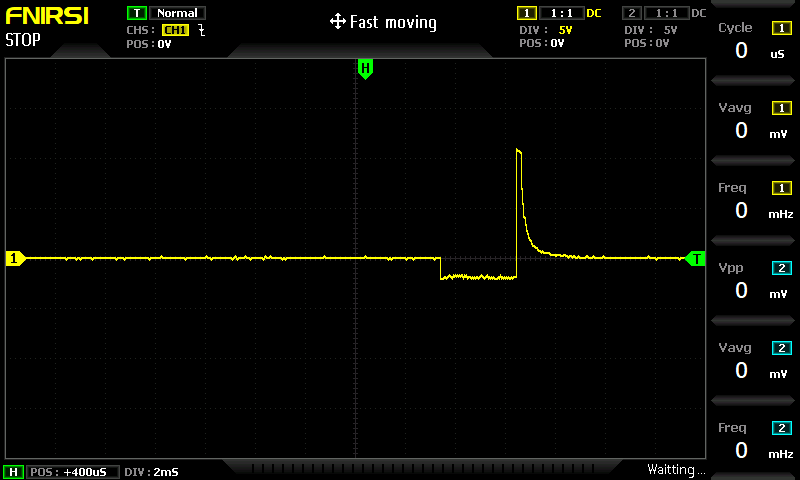 FNIRSI
STOP
T Normal
CHS: CH1
POS:0V
Fast moving
1 1:1 DC
DIV: 5V
POS:0V
2 1:1 DC
DIV: 5V
POS:0V
H
1
T
Cycle 1
0 uS
Vavg 1
0 mV
Freq 1
0 mHz
Vpp 2
0 mV
Vavg 2
0 mV
Freq 2
0 mHz
H POS: +400uS DIV:2mS
Waitting...